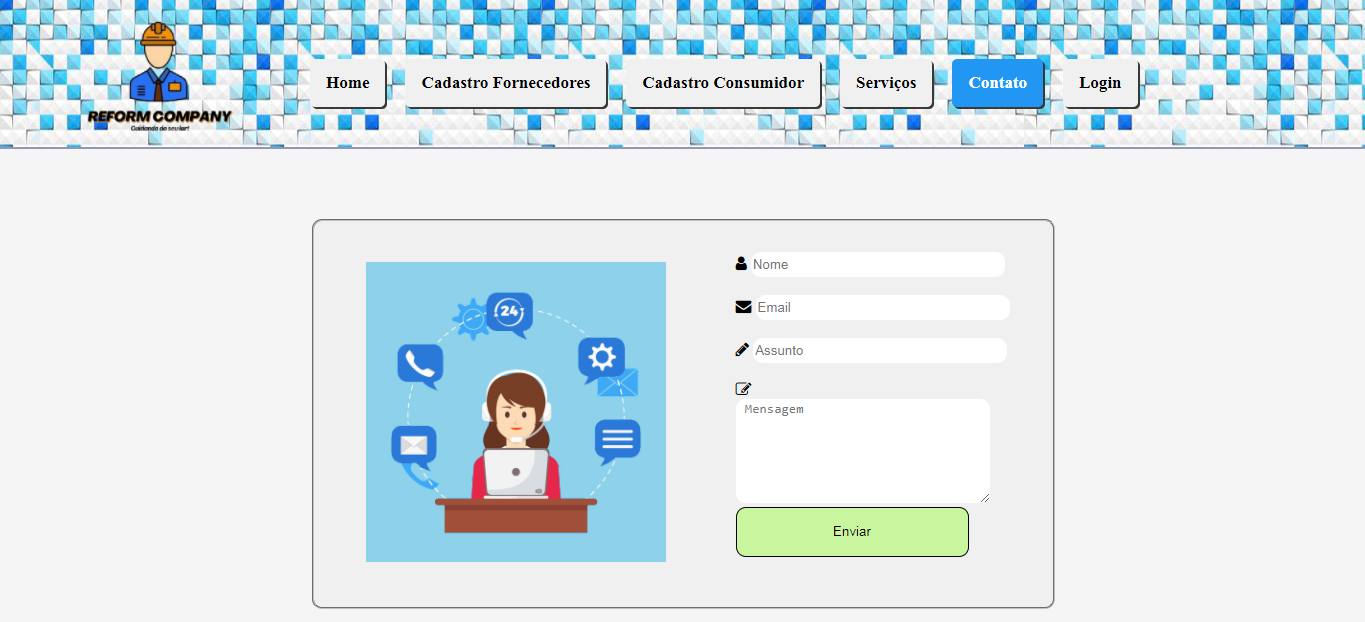 REFORM COMPANY
Cuidando do seu lar!
Home
Cadastro Fornecedores
Cadastro Consumidor
Serviços
Contato
Login
24
Nome
Email
Assunto
Mensagem
Enviar